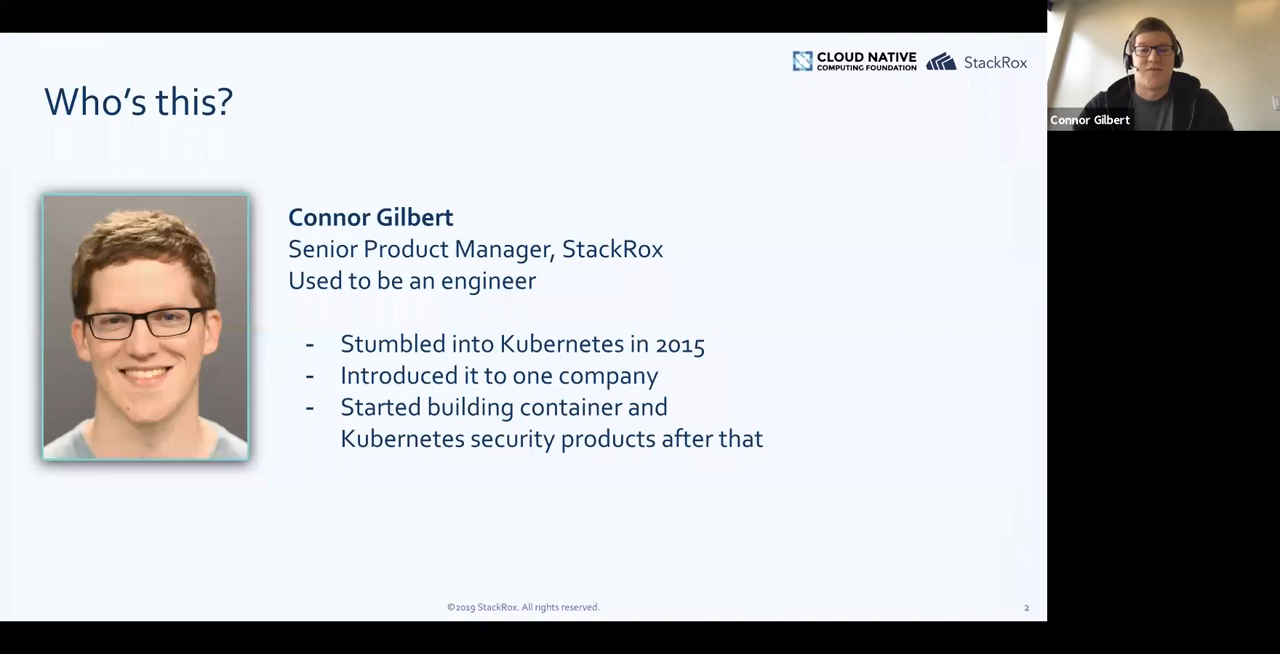 CLOUD NATIVE
COMPUTING FOUNDATION
StackRox
Connor Gilbert
Who's this?
Connor Gilbert
Senior Product Manager, StackRox
Used to be an engineer
- Stumbled into Kubernetes in 2015
- Introduced it to one company
- Started building container and
Kubernetes security products after that
©2019 StackRox. All rights reserved.
2